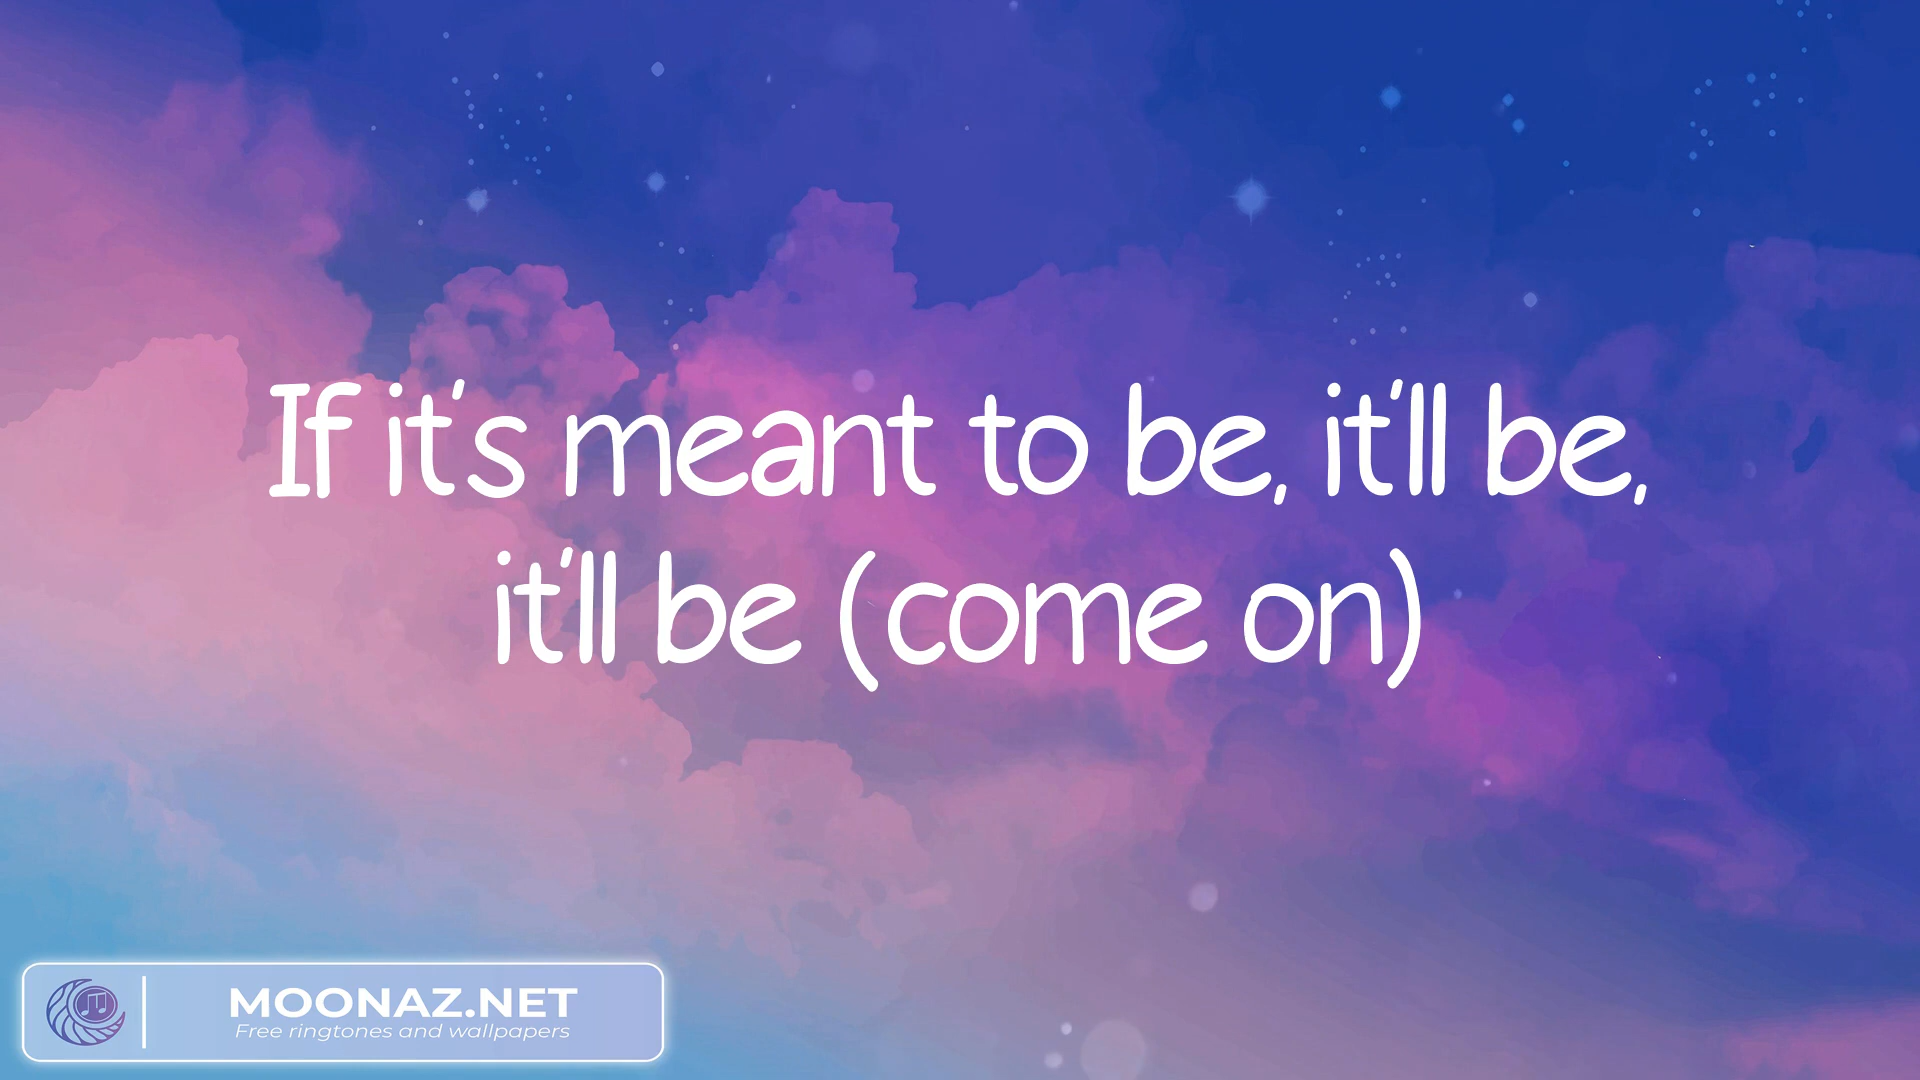 If it's meant to be, it'll be,
it'll be (come on)
MOONAZ.NET
Free ringtones and wallpapers